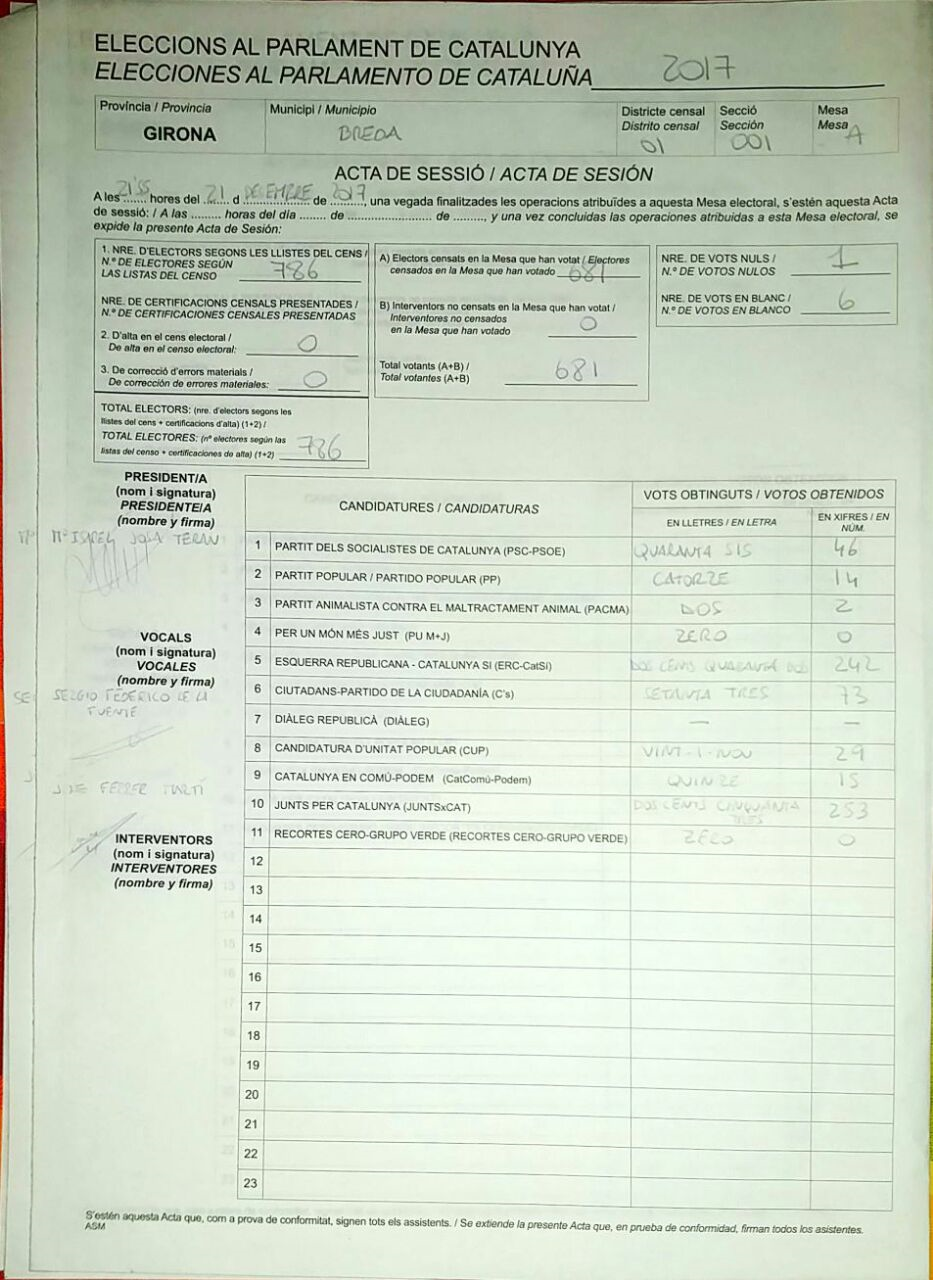 ELECCIONS AL PARLAMENT DE CATALUNYA
ELECCIONES AL PARLAMENTO DE CATALUÑA 2017
Província / Provincia
GIRONA
Municipi / Municipio
BREDA
Districte censal
Distrito censal
01
Secció
Sección
001
Mesa
Mesa A
ACTA DE SESSIÓ / ACTA DE SESIÓN
A les 21'55 hores del 21 d DECEMBRE de 2017, una vegada finalitzades les operacions atribuïdes a aquesta Mesa electoral, s'estén aquesta Acta
de sessió: / A las ......... horas del día ....... de ........................ de ........., y una vez concluidas las operaciones atribuidas a esta Mesa electoral, se
expide la presente Acta de Sesión:
1. NRE. D'ELECTORS SEGONS LES LLISTES DEL CENS /
N.º DE ELECTORES SEGÚN
LAS LISTAS DEL CENSO 786
NRE. DE CERTIFICACIONS CENSALS PRESENTADES /
N.º DE CERTIFICACIONES CENSALES PRESENTADAS
2. D'alta en el cens electoral /
De alta en el censo electoral: 0
3. De correcció d'errors materials /
De corrección de errores materiales: 0
TOTAL ELECTORS: (nre. d'electors segons les
llistes del cens + certificacions d'alta) (1+2) /
TOTAL ELECTORES: (nº electores según las
listas del censo + certificaciones de alta) (1+2) 786
A) Electors censats en la Mesa que han votat / Electores
censados en la Mesa que han votado 681
B) Interventors no censats en la Mesa que han votat /
Interventores no censados
en la Mesa que han votado 0
Total votants (A+B) /
Total votantes (A+B) 681
NRE. DE VOTS NULS /
N.º DE VOTOS NULOS 1
NRE. DE VOTS EN BLANC /
N.º DE VOTOS EN BLANCO 6
PRESIDENT/A
(nom i signatura)
PRESIDENTE/A
(nombre y firma)
Mª ISABEL JOSA TERAN
VOCALS
(nom i signatura)
VOCALES
(nombre y firma)
SERGIO FEDERICO DE LA
FUENTE
FERRER
INTERVENTORS
(nom i signatura)
INTERVENTORES
(nombre y firma)
CANDIDATURES / CANDIDATURAS
VOTS OBTINGUTS / VOTOS OBTENIDOS
EN LLETRES / EN LETRA
EN XIFRES / EN
NÚM.
1 PARTIT DELS SOCIALISTES DE CATALUNYA (PSC-PSOE) QUARANTA SIS 46
2 PARTIT POPULAR / PARTIDO POPULAR (PP) CATORZE 14
3 PARTIT ANIMALISTA CONTRA EL MALTRACTAMENT ANIMAL (PACMA) DOS 2
4 PER UN MÓN MÉS JUST (PU M+J) ZERO 0
5 ESQUERRA REPUBLICANA - CATALUNYA SI (ERC-CatSí) DOS CENTS QUARANTA DOS 242
6 CIUTADANS-PARTIDO DE LA CIUDADANÍA (C's) SETANTA TRES 73
7 DIÀLEG REPUBLICÀ (DIÀLEG) — —
8 CANDIDATURA D'UNITAT POPULAR (CUP) VINT-I-NOU 29
9 CATALUNYA EN COMÚ-PODEM (CatComú-Podem) QUINZE 15
10 JUNTS PER CATALUNYA (JUNTSxCAT) DOS CENTS CINQUANTA TRES 253
11 RECORTES CERO-GRUPO VERDE (RECORTES CERO-GRUPO VERDE) ZERO 0
12
13
14
15
16
17
18
19
20
21
22
23
S'estén aquesta Acta que, com a prova de conformitat, signen tots els assistents. / Se extiende la presente Acta que, en prueba de conformidad, firman todos los asistentes.
ASM